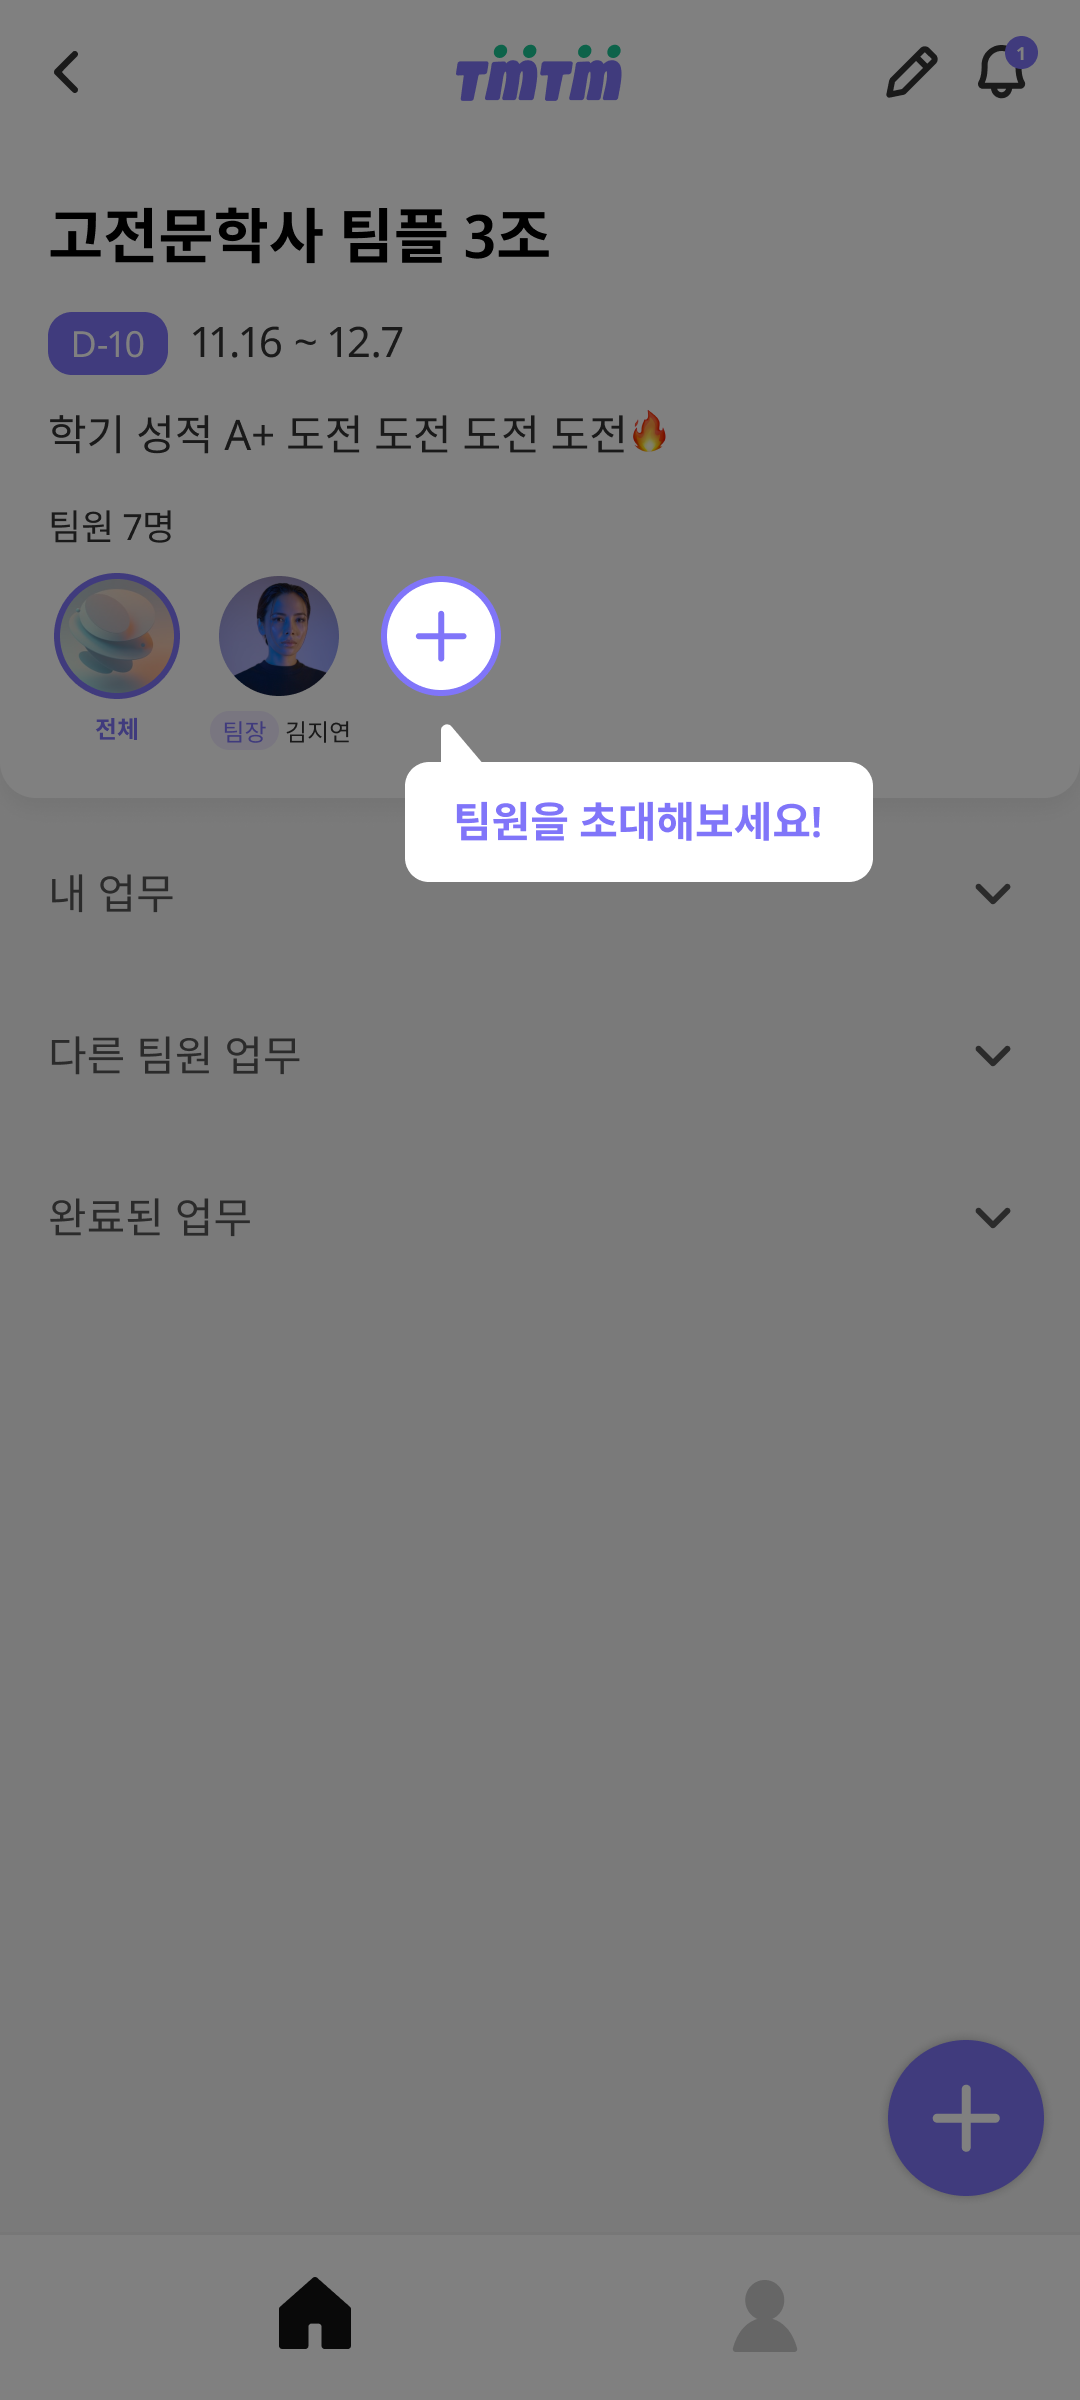 TMTM
1
고전문학사 팀플 3조
D-10 11.16 ~ 12.7
학기 성적 A+ 도전 도전 도전 도전🔥
팀원 7명
전체
팀장 김지연
팀원을 초대해보세요!
내 업무
다른 팀원 업무
완료된 업무